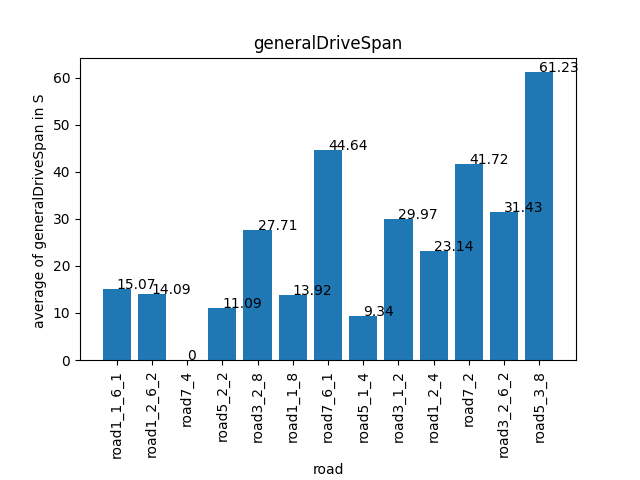 generalDriveSpan
average of generalDriveSpan in S
60
50
40
30
20
10
0
15.07
14.09
0
11.09
27.71
13.92
44.64
9.34
29.97
23.14
41.72
31.43
61.23
road1_1_6_1
road1_2_6_2
road7_4
road5_2_2
road3_2_8
road1_1_8
road7_6_1
road5_1_4
road3_1_2
road1_2_4
road7_2
road3_2_6_2
road5_3_8
road